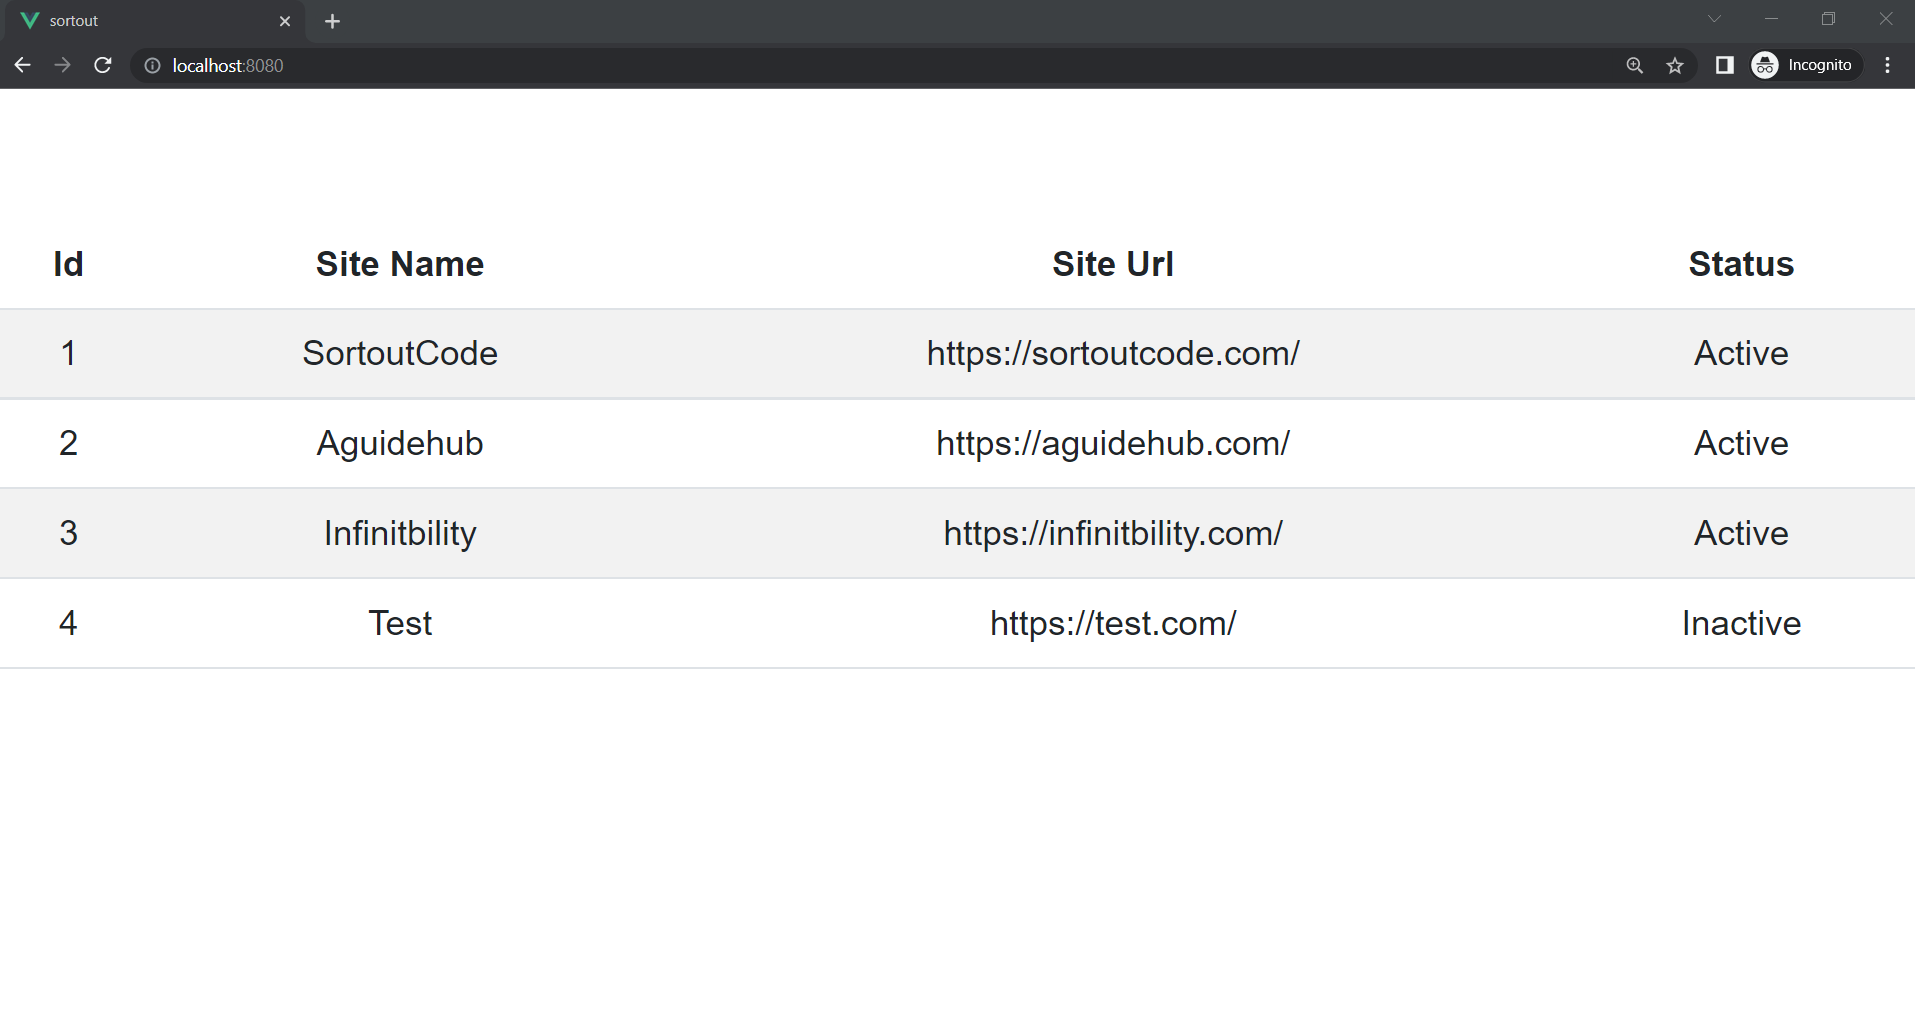 sortout
localhost:8080
Incognito
Id Site Name Site Url Status
1 SortoutCode https://sortoutcode.com/ Active
2 Aguidehub https://aguidehub.com/ Active
3 Infinitbility https://infinitbility.com/ Active
4 Test https://test.com/ Inactive